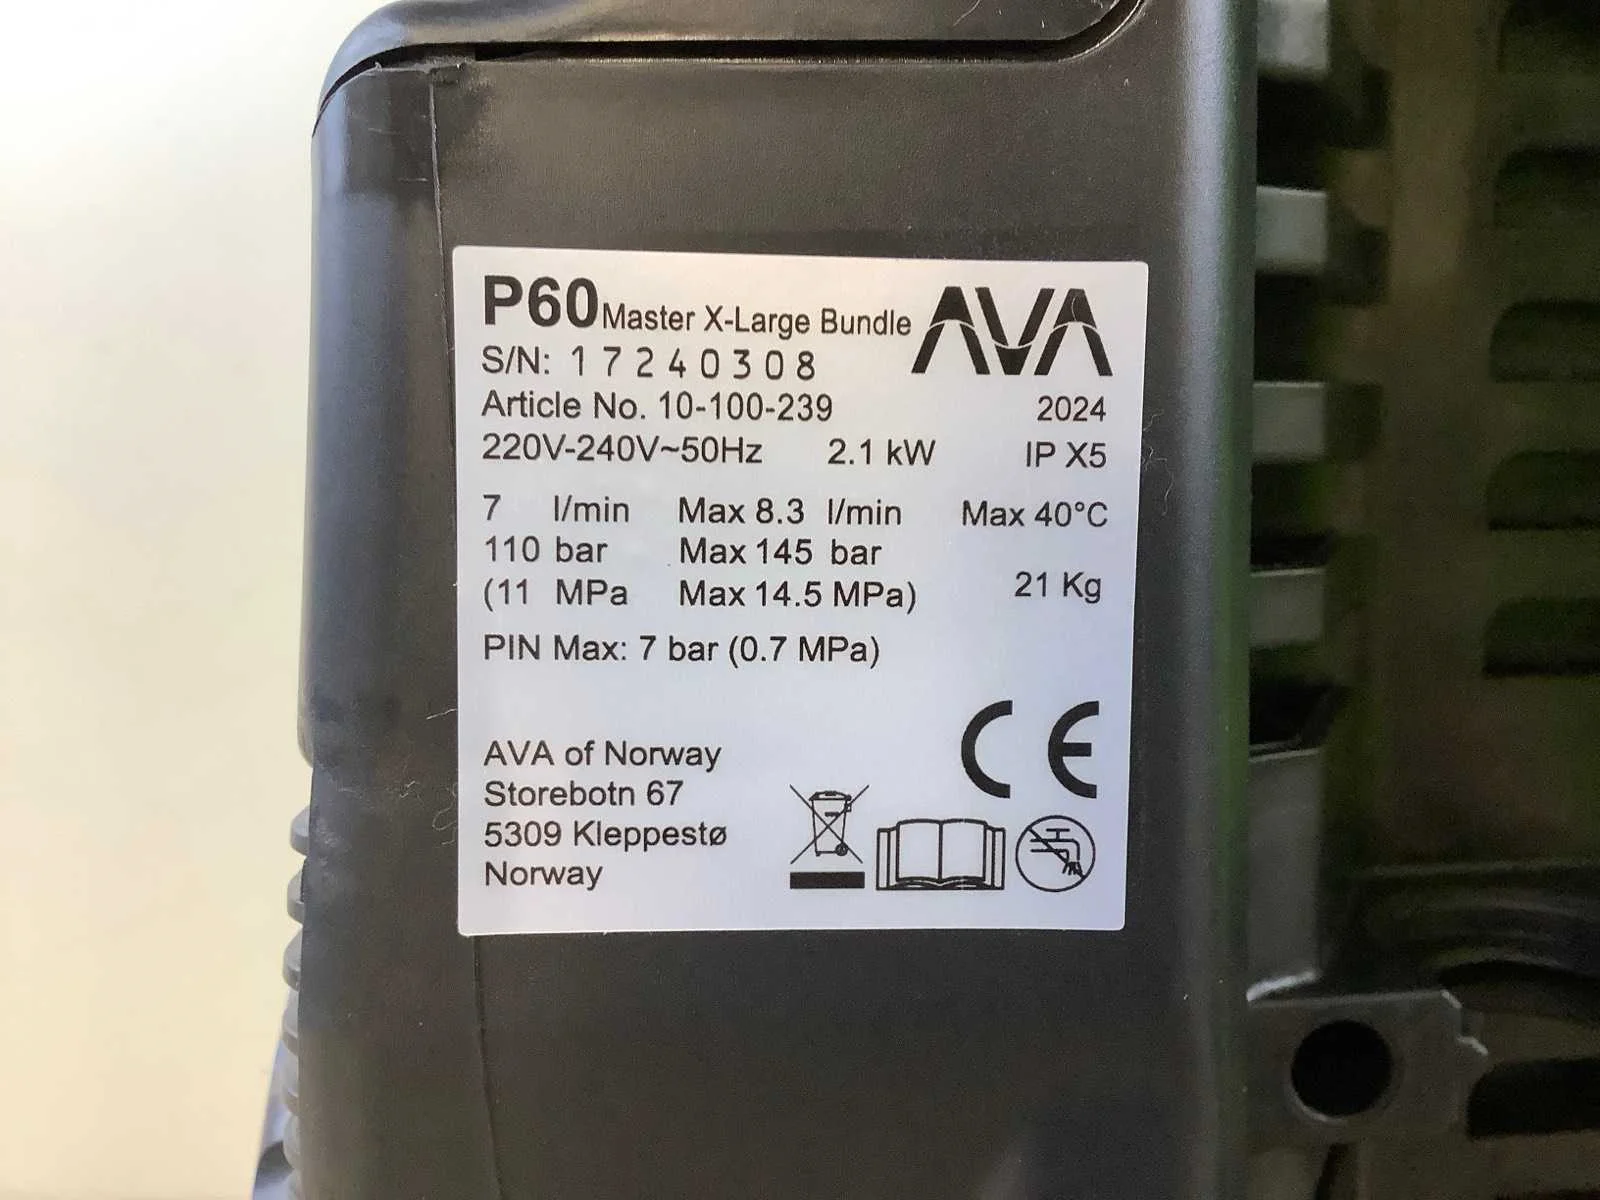 P60 Master X-Large Bundle AVA
S/N: 17240308
Article No. 10-100-239 2024
220V-240V~50Hz 2.1 kW IP X5
7 l/min Max 8.3 l/min Max 40°C
110 bar Max 145 bar
(11 MPa Max 14.5 MPa) 21 Kg
PIN Max: 7 bar (0.7 MPa)
CE
AVA of Norway
Storebotn 67
5309 Kleppestø
Norway